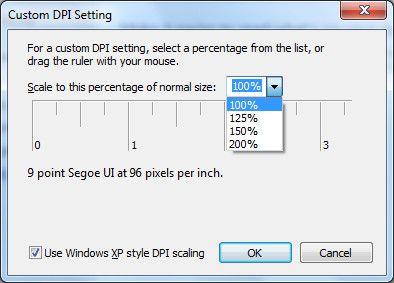 Custom DPI Setting
For a custom DPI setting, select a percentage from the list, or
drag the ruler with your mouse.
Scale to this percentage of normal size: 100%
100%
125%
150%
200%
0 1 3
9 point Segoe UI at 96 pixels per inch.
Use Windows XP style DPI scaling OK Cancel